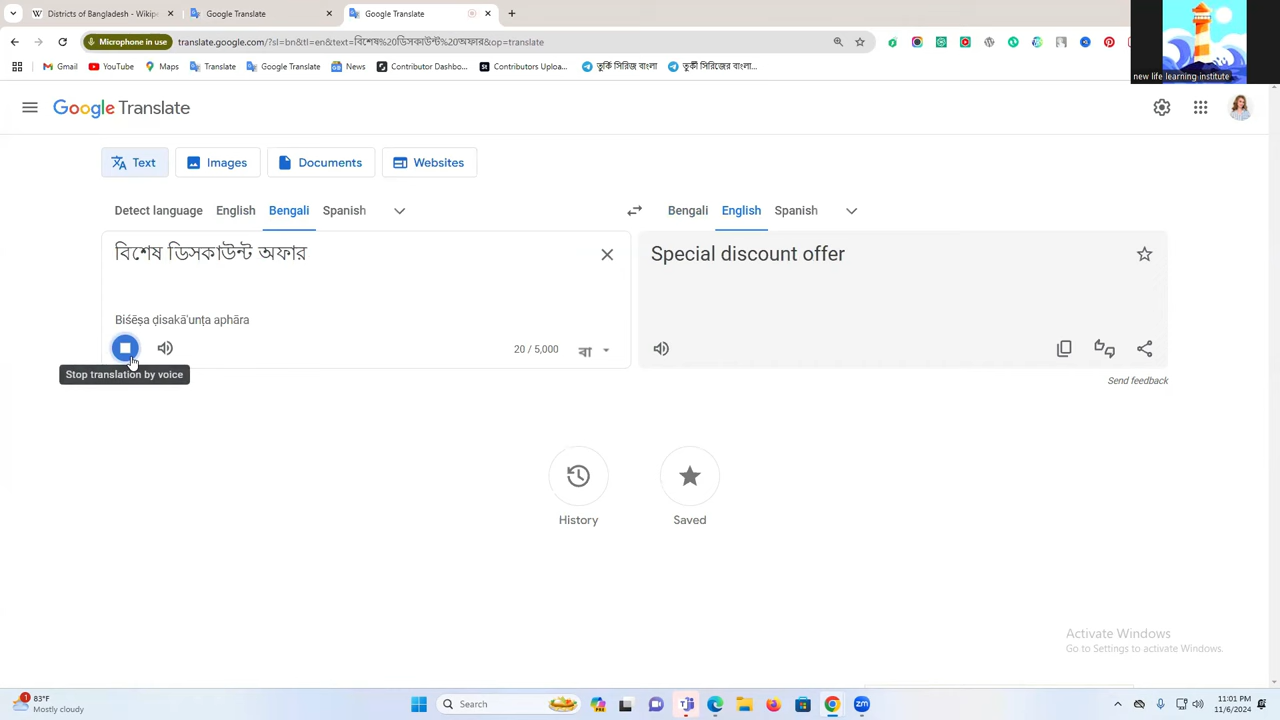 Districts of Bangladesh - Wikip
Google Translate
Google Translate
Microphone in use
translate.google.com/?sl=bn&tl=en&text=বিশেষ%20ডিসকাউন্ট%20অফার&op=translate
Gmail
YouTube
Maps
Translate
Google Translate
News
Contributor Dashbo...
Contributors Uploa...
তুর্কি সিরিজ বাংলা
তুর্কী সিরিজের বাংলা...
new life learning institute
Google Translate
Text
Images
Documents
Websites
Detect language
English
Bengali
Spanish
Bengali
English
Spanish
বিশেষ ডিসকাউন্ট অফার
Special discount offer
Biśēṣa ḍisakā'unṭa aphāra
20 / 5,000
বা
Stop translation by voice
Send feedback
History
Saved
Activate Windows
Go to Settings to activate Windows.
1
83°F
Mostly cloudy
Search
zm
11:01 PM
11/6/2024